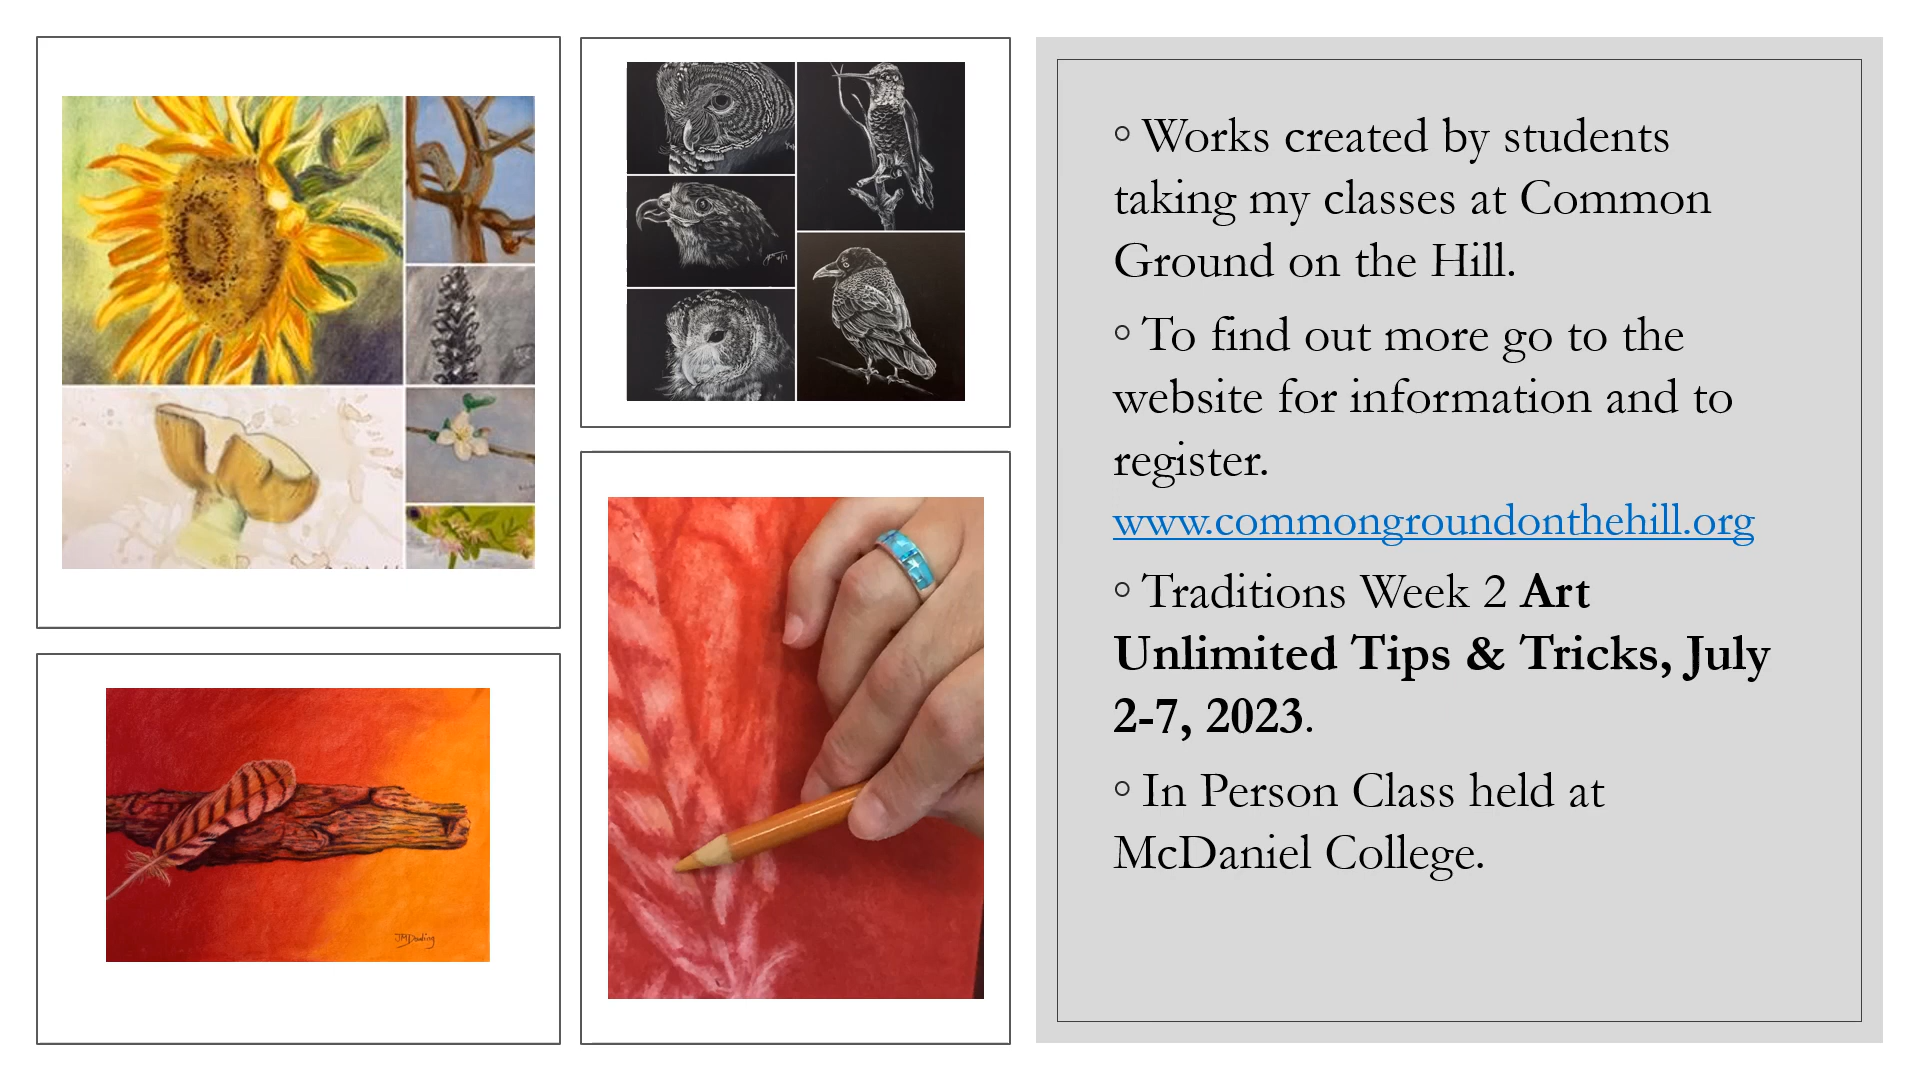 JMDowling
◦ Works created by students
taking my classes at Common
Ground on the Hill.
◦ To find out more go to the
website for information and to
register.
www.commongroundonthehill.org
◦ Traditions Week 2 Art
Unlimited Tips & Tricks, July
2-7, 2023.
◦ In Person Class held at
McDaniel College.